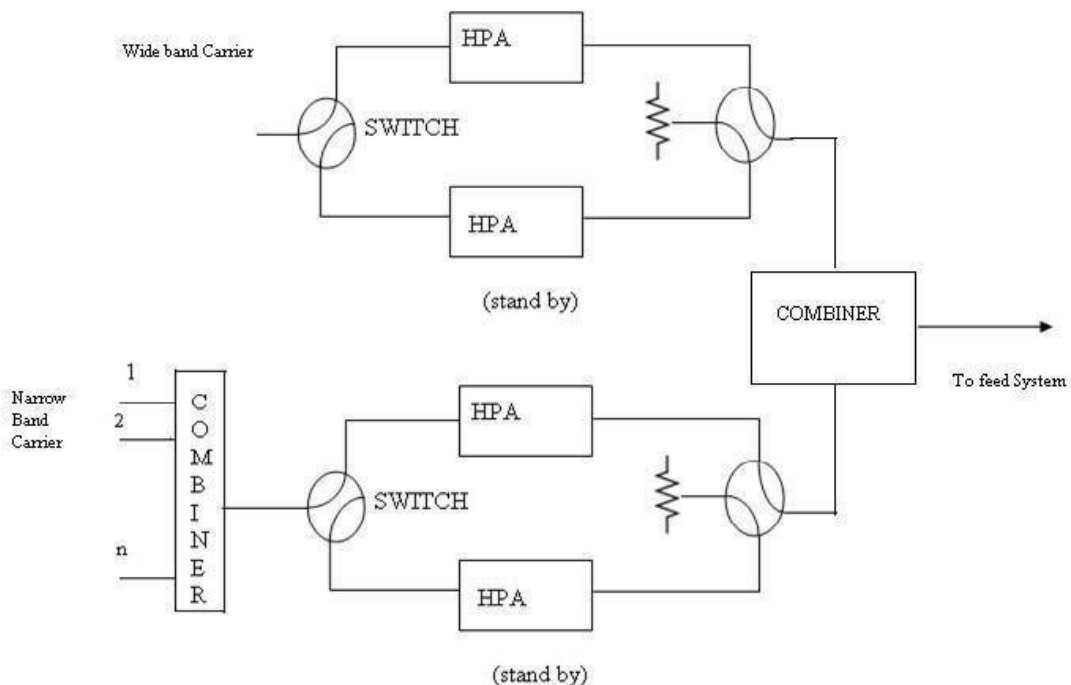 HPA
Wide band Carrier
SWITCH
HPA
(stand by)
COMBINER
To feed System
1
Narrow
Band
Carrier
2
n
COMBINER
HPA
SWITCH
HPA
(stand by)